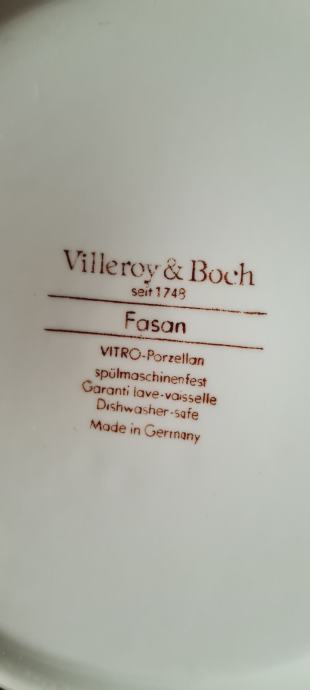 Villeroy & Boch
seit 1748
Fasan
VITRO-Porzellan
spülmaschinenfest
Garanti lave-vaisselle
Dishwasher-safe
Made in Germany